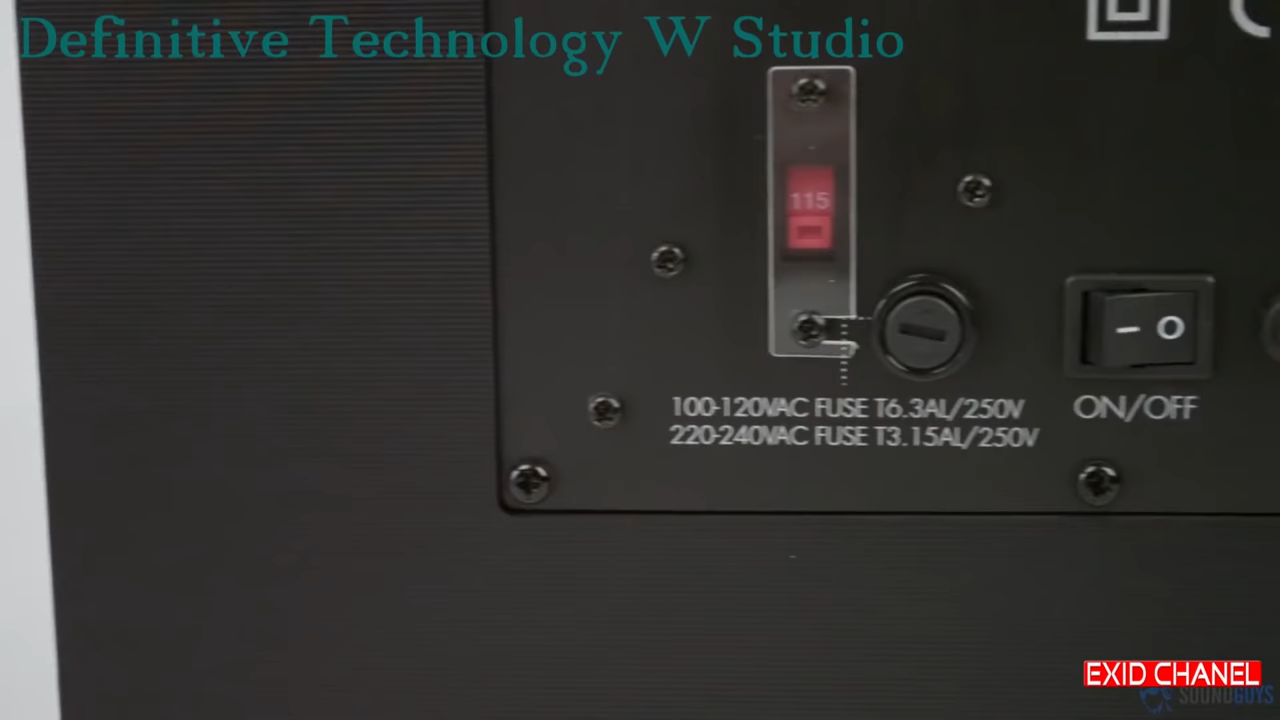 Definitive Technology W Studio
115
100-120VAC FUSE T6.3AL/250V
220-240VAC FUSE T3.15AL/250V
ON/OFF
EXID CHANEL
SOUNDGUYS